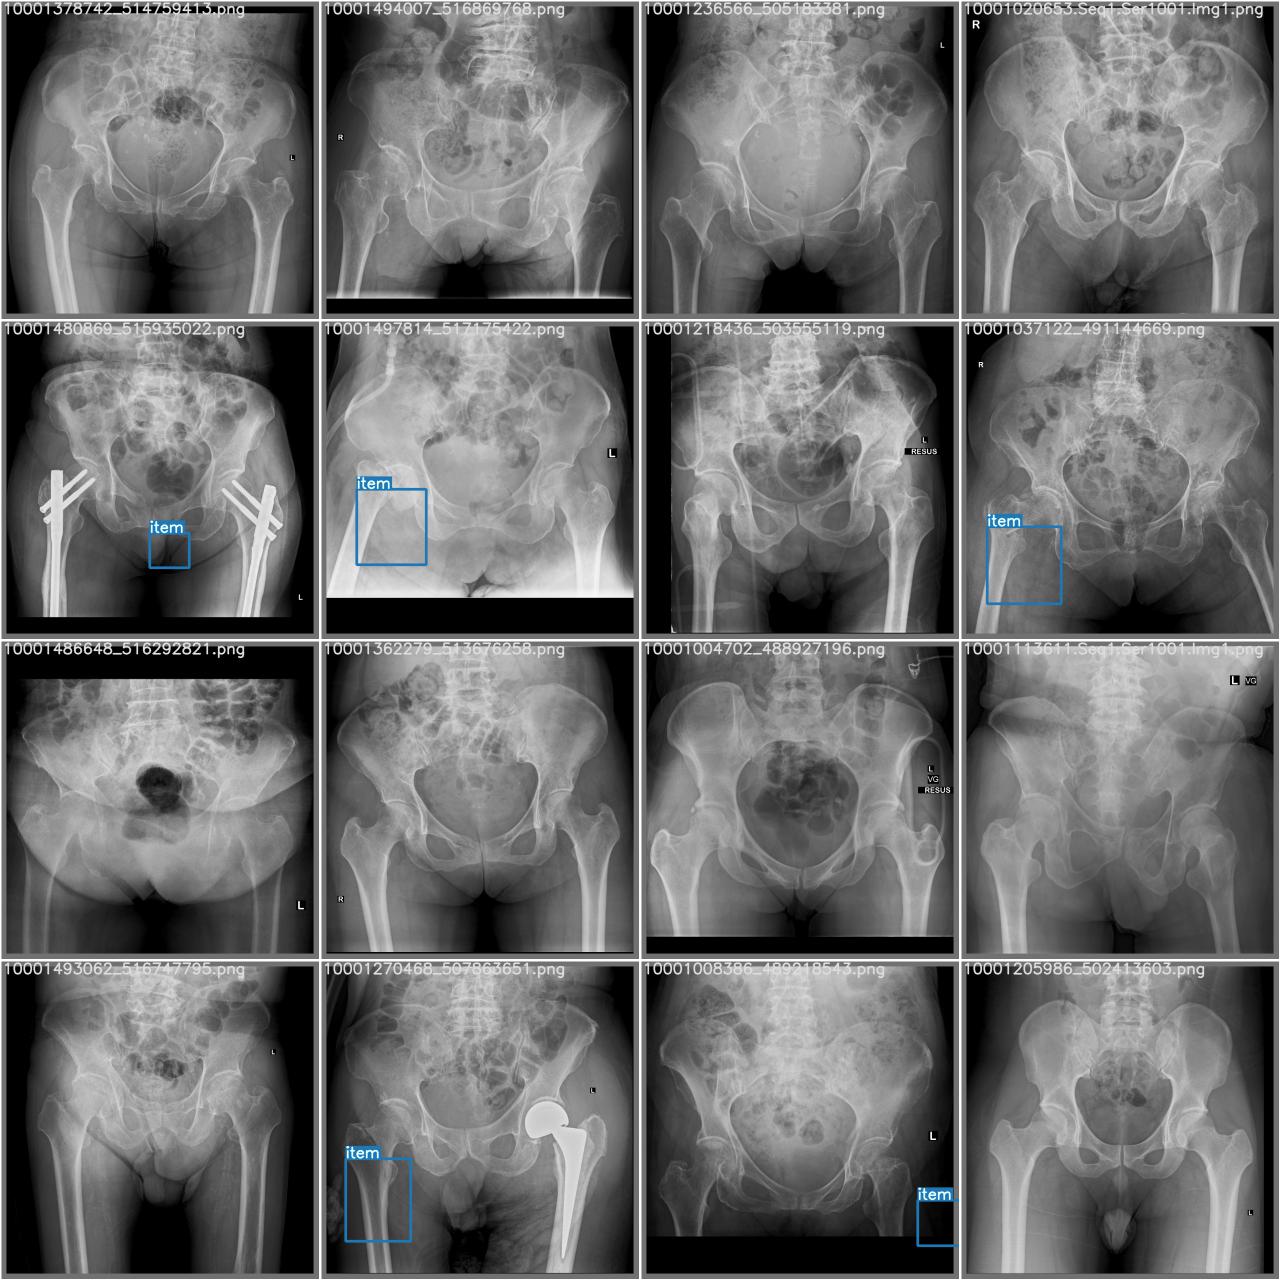 10001378742_514759413.png
10001494007_516869768.png
10001236566_505183381.png
10001020653.Seq1.Ser1001.Img1.png
L
R
L
R
10001480869_515935022.png
10001497814_517175422.png
10001218436_503555119.png
10001037122_491144669.png
item
L
item
L
L
RESUS
L
R
item
10001486648_516292821.png
10001362279_513676258.png
10001004702_488927196.png
10001113611.Seq1.Ser1001.Img1.png
L
R
L
VG
RESUS
L VG
10001493062_516747795.png
10001270468_507863651.png
10001008386_489218543.png
10001205986_502413603.png
L
L
item
L
item
L